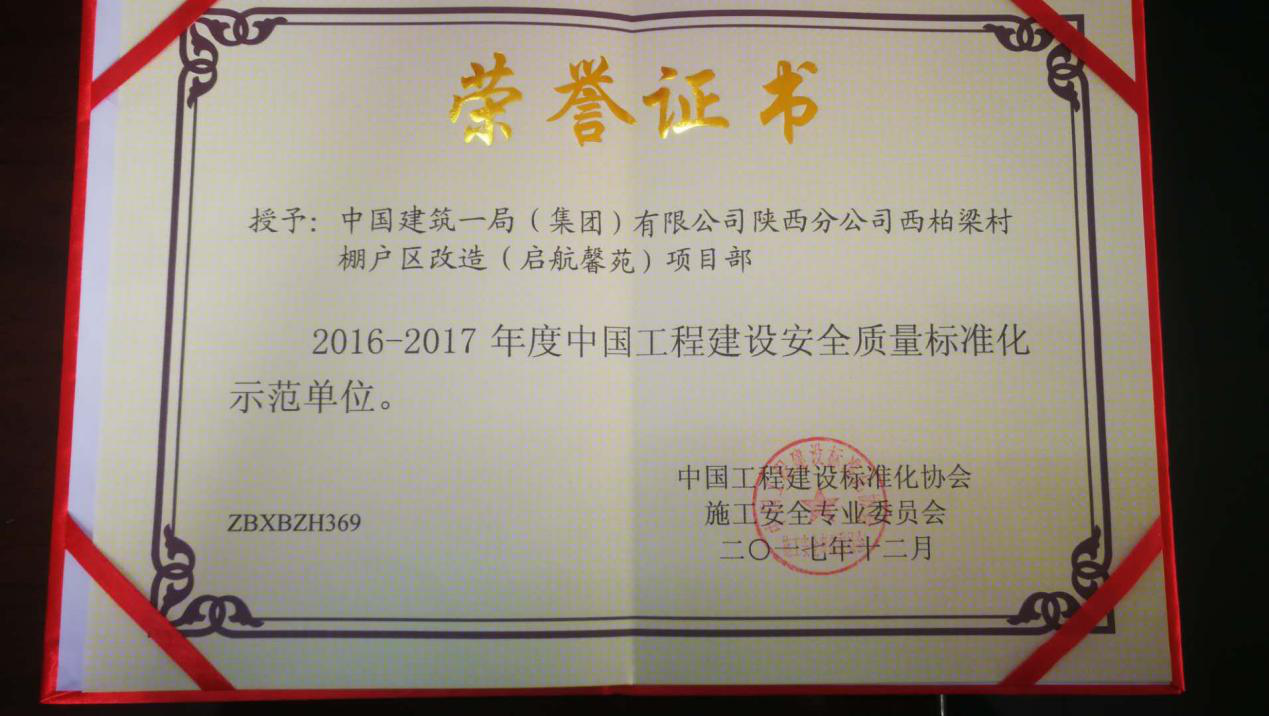 荣誉证书
授予：中国建筑一局（集团）有限公司陕西分公司西柏梁村
棚户区改造（启航馨苑）项目部
2016-2017 年度中国工程建设安全质量标准化
示范单位。
中国工程建设标准化协会
施工安全专业委员会
ZBXBZH369
二〇一七年十二月